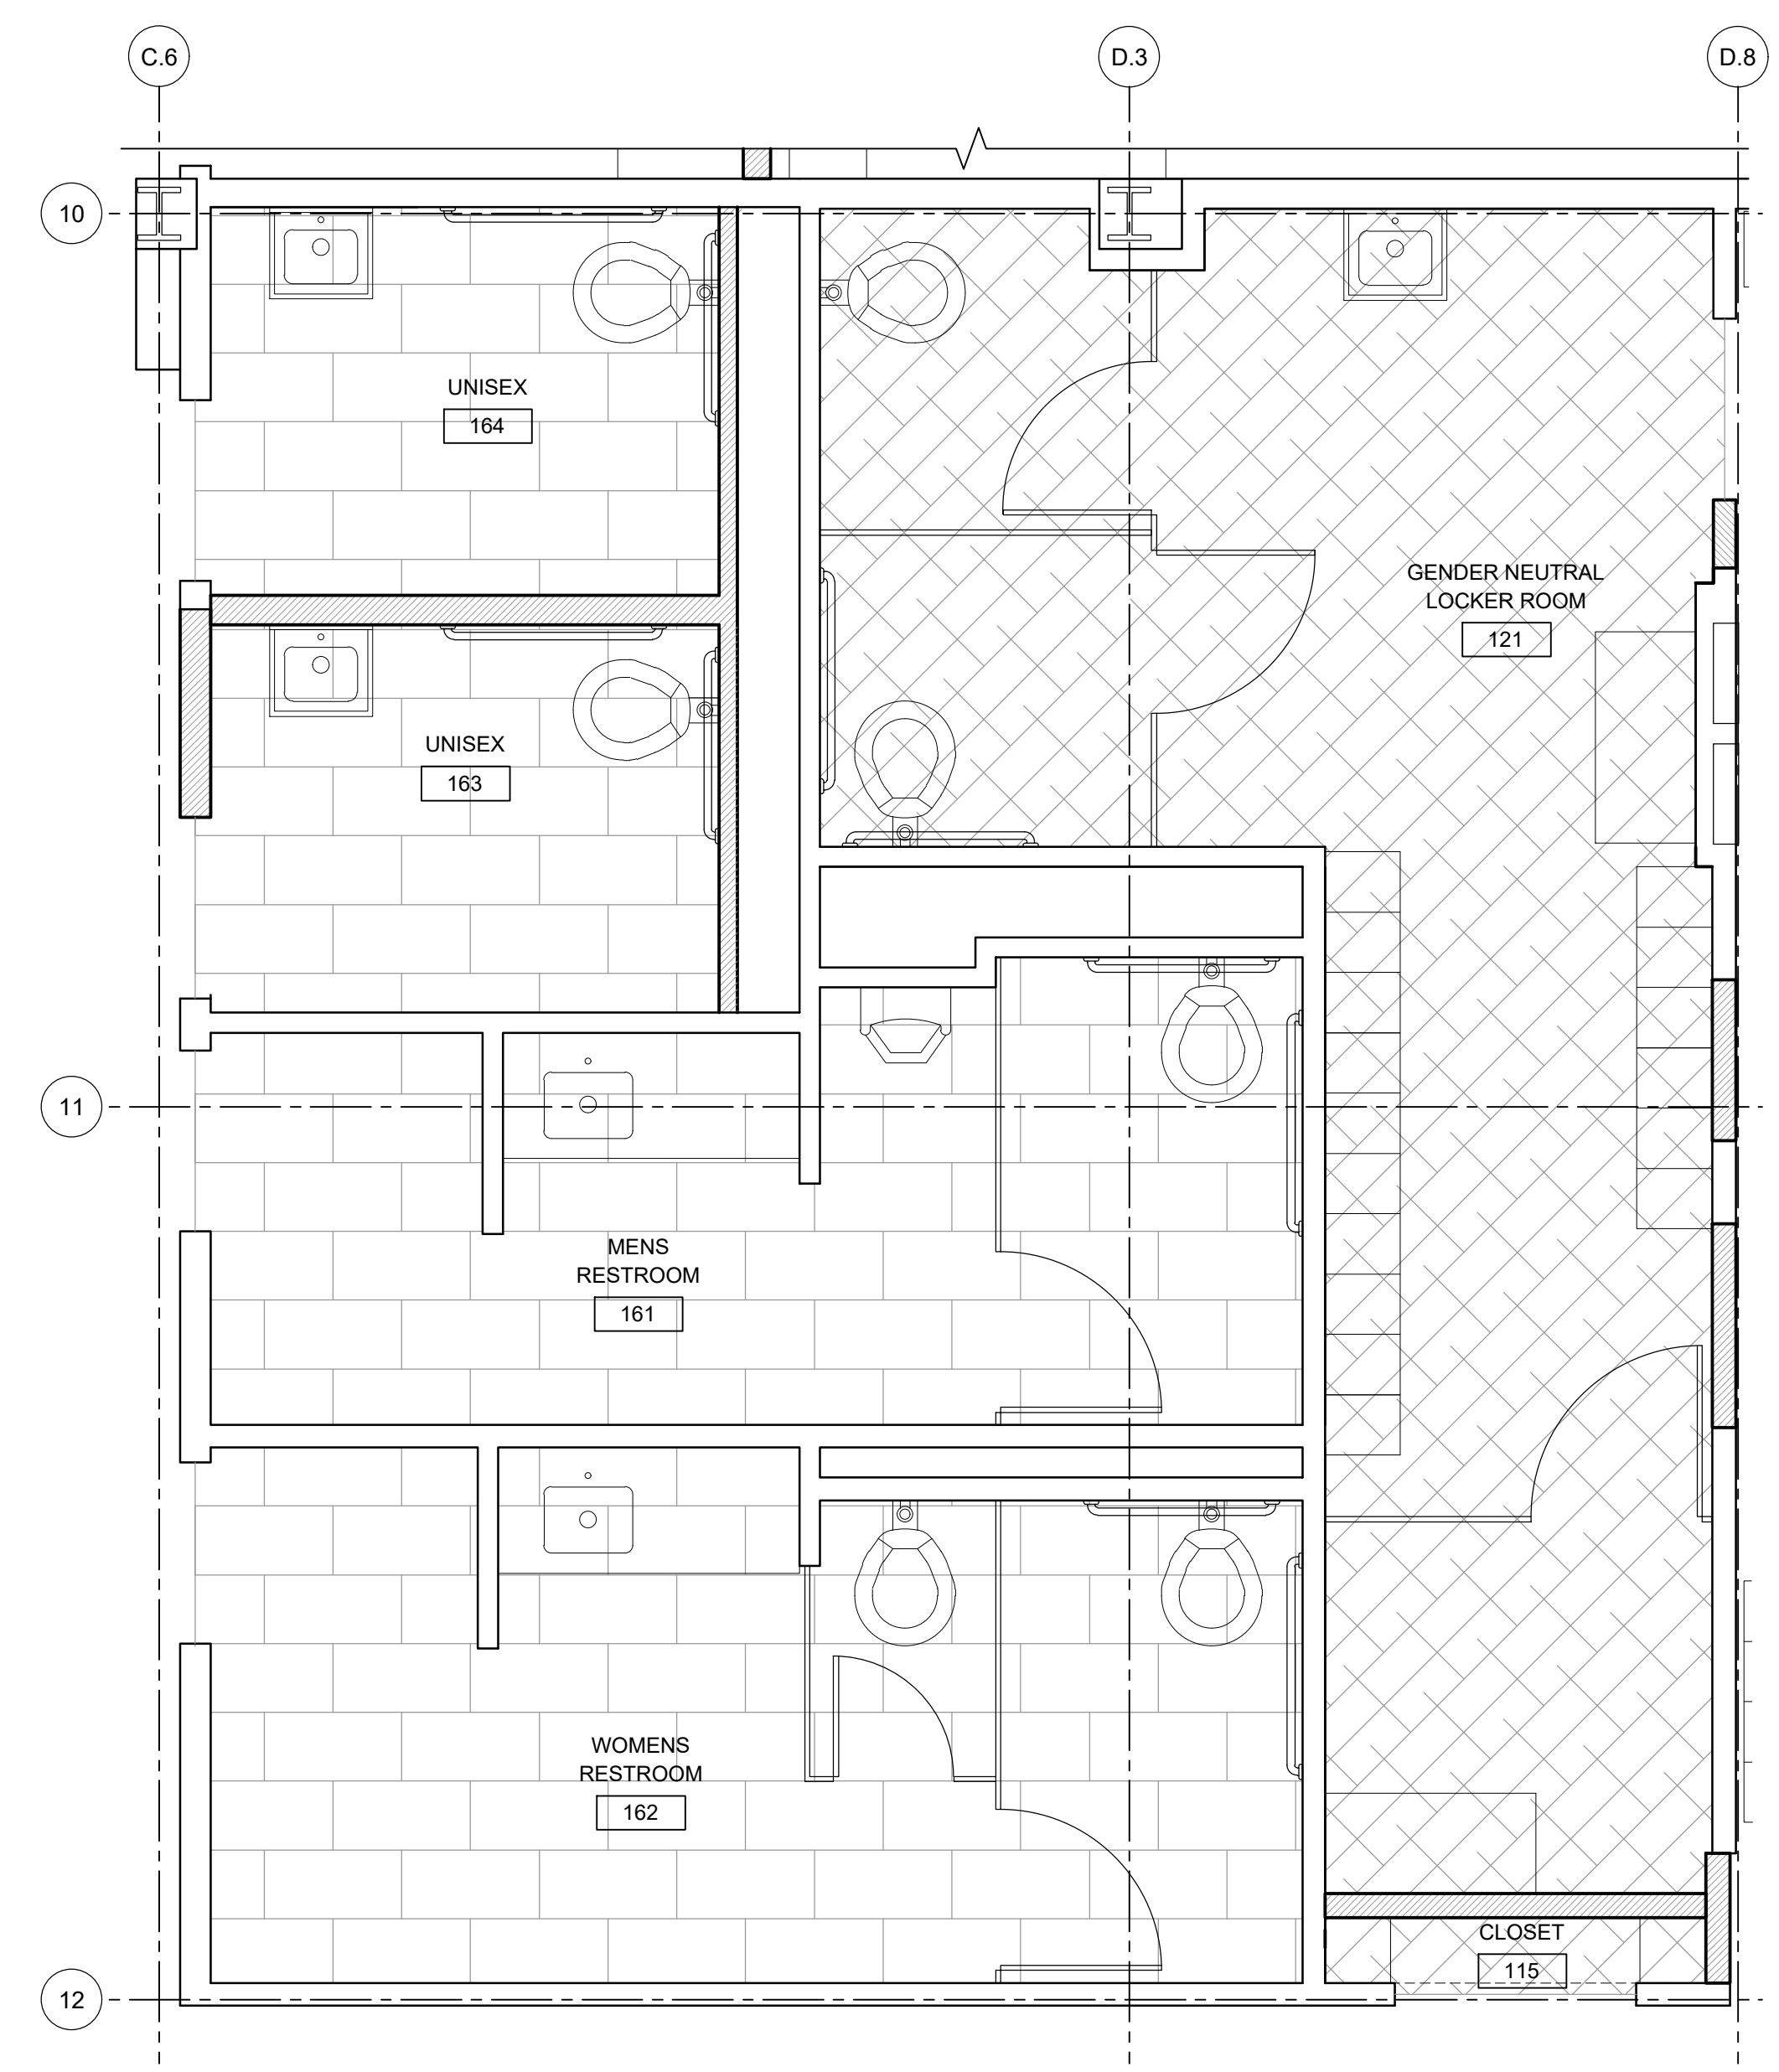 C.6
D.3
D.8
10
UNISEX
164
GENDER NEUTRAL
LOCKER ROOM
121
UNISEX
163
11
MENS
RESTROOM
161
WOMENS
RESTROOM
162
CLOSET
115
12